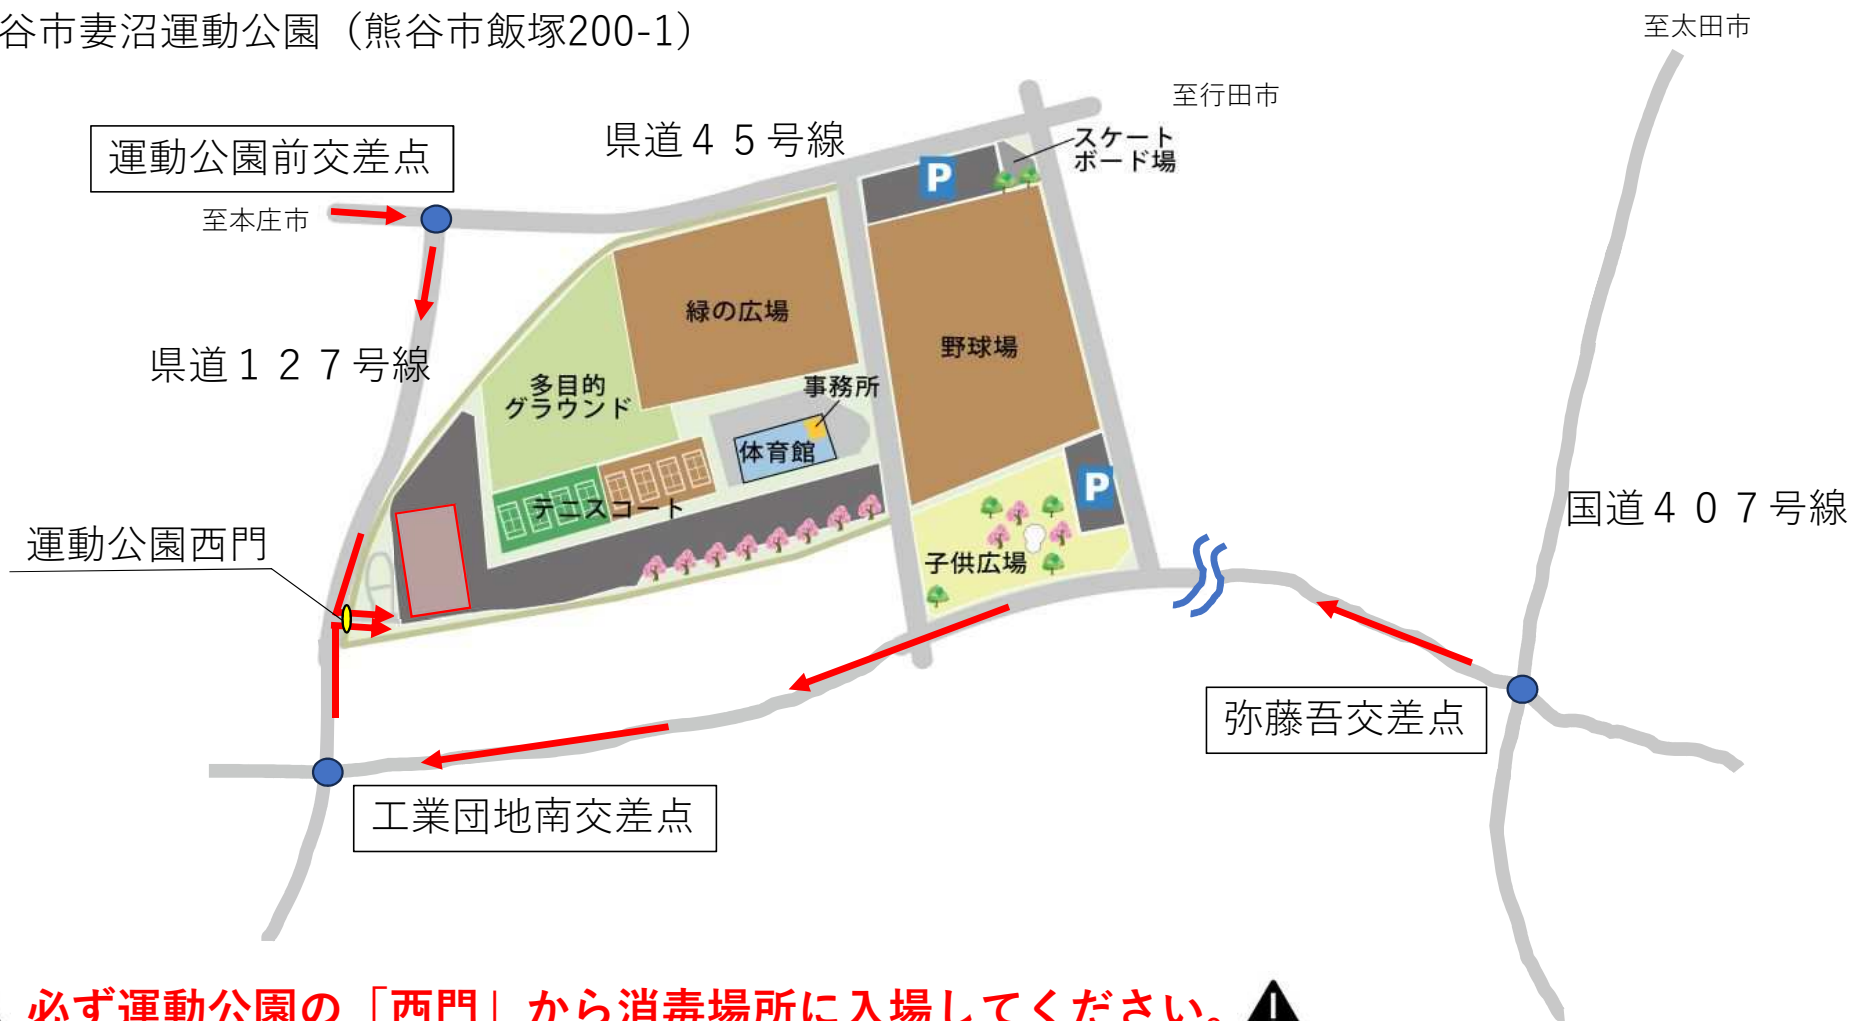 谷市妻沼運動公園（熊谷市飯塚200-1）
至太田市
至行田市
県道４５号線
スケート
ボード場
運動公園前交差点
P
至本庄市
緑の広場
野球場
県道１２７号線
多目的
グラウンド
事務所
体育館
P
テニスコート
国道４０７号線
運動公園西門
子供広場
弥藤吾交差点
工業団地南交差点
必ず運動公園の「西門」から消毒場所に入場してください。